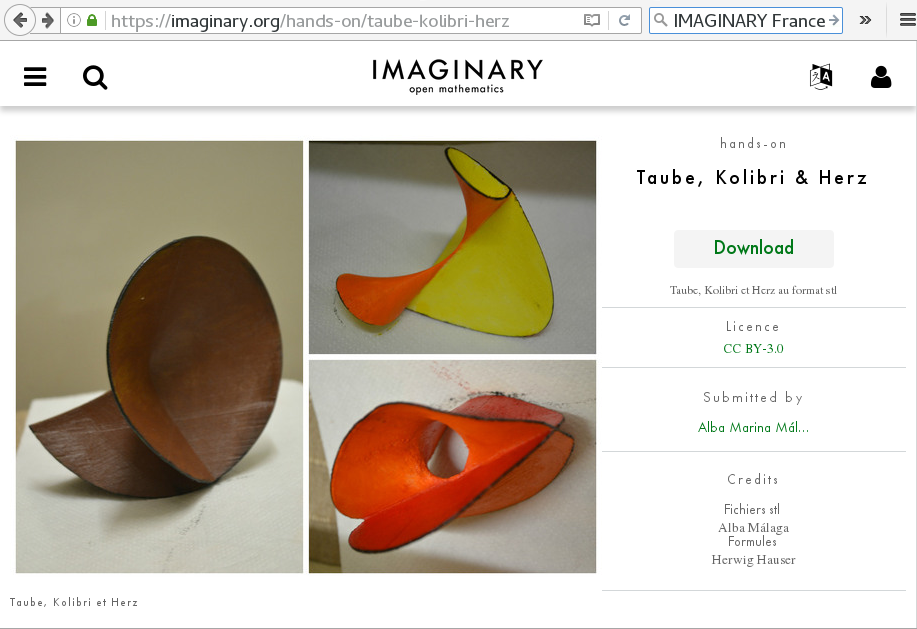 https://imaginary.org/hands-on/taube-kolibri-herz
IMAGINARY France
IMAGINARY
open mathematics
hands-on
Taube, Kolibri & Herz
Download
Taube, Kolibri et Herz au format stl
Licence
CC BY-3.0
Submitted by
Alba Marina Mál...
Credits
Fichiers stl
Alba Málaga
Formules
Herwig Hauser
Taube, Kolibri et Herz